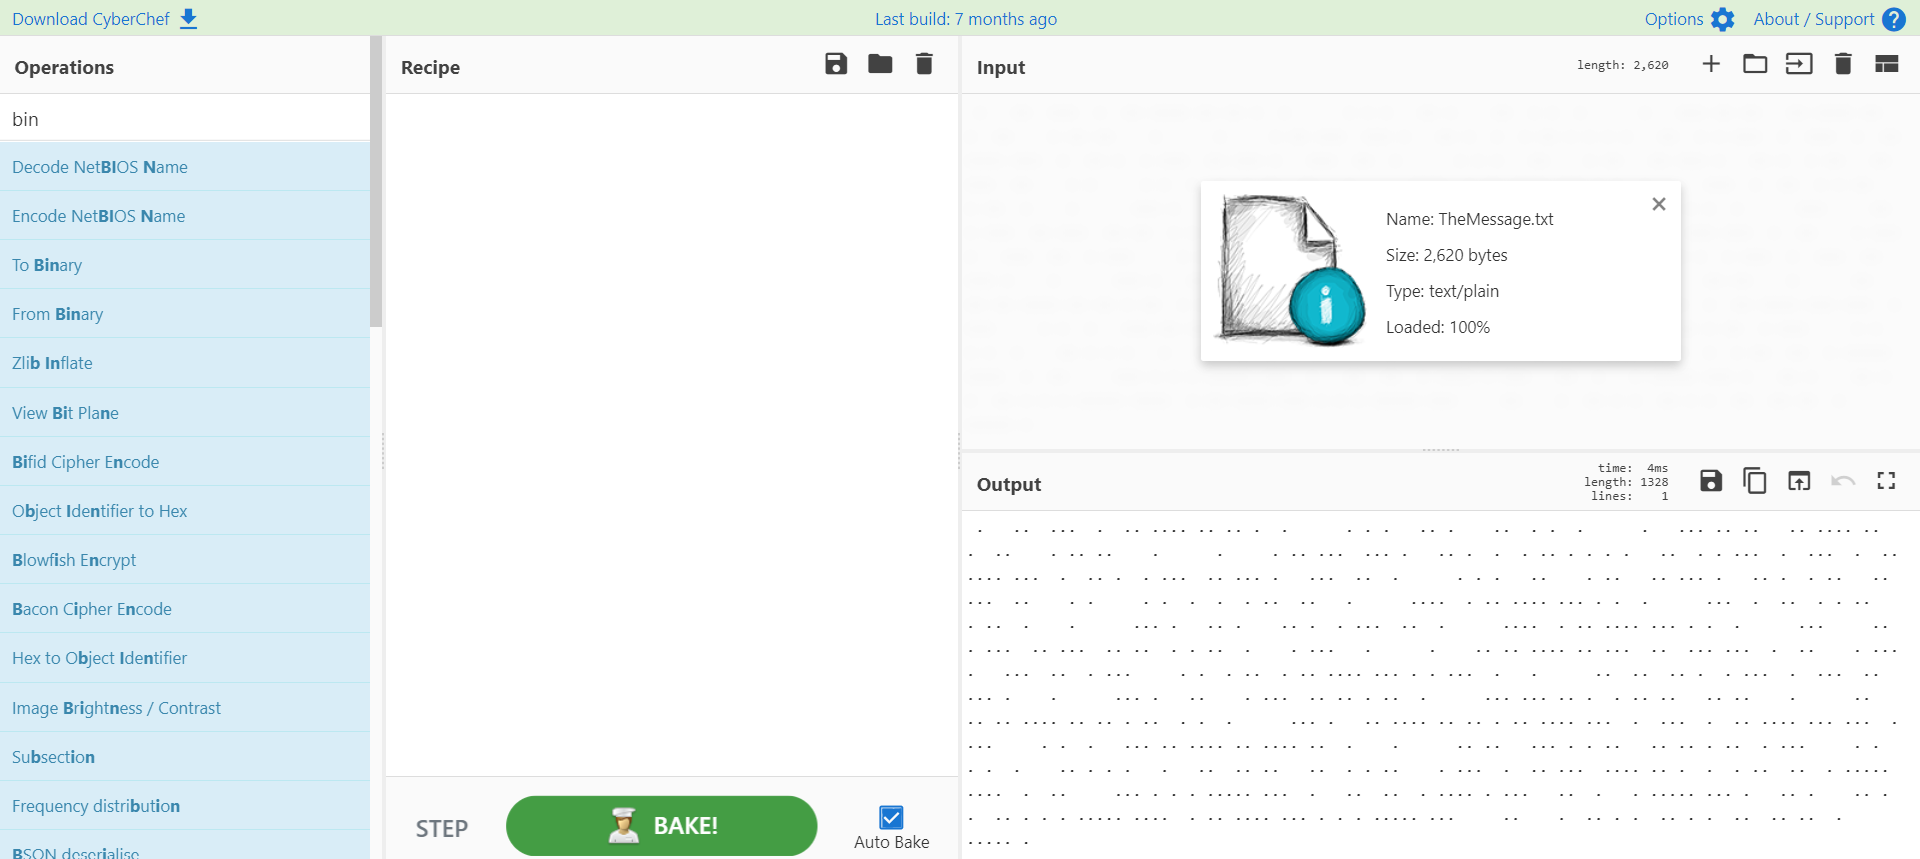 Download CyberChef
Last build: 7 months ago
Options
About / Support
Operations
bin
Decode NetBIOS Name
Encode NetBIOS Name
To Binary
From Binary
Zlib Inflate
View Bit Plane
Bifid Cipher Encode
Object Identifier to Hex
Blowfish Encrypt
Bacon Cipher Encode
Hex to Object Identifier
Image Brightness / Contrast
Subsection
Frequency distribution
BSON deserialise
Recipe
STEP
BAKE!
Auto Bake
Input
length: 2,620
Name: TheMessage.txt
Size: 2,620 bytes
Type: text/plain
Loaded: 100%
Output
time: 4ms
length: 1328
lines: 1